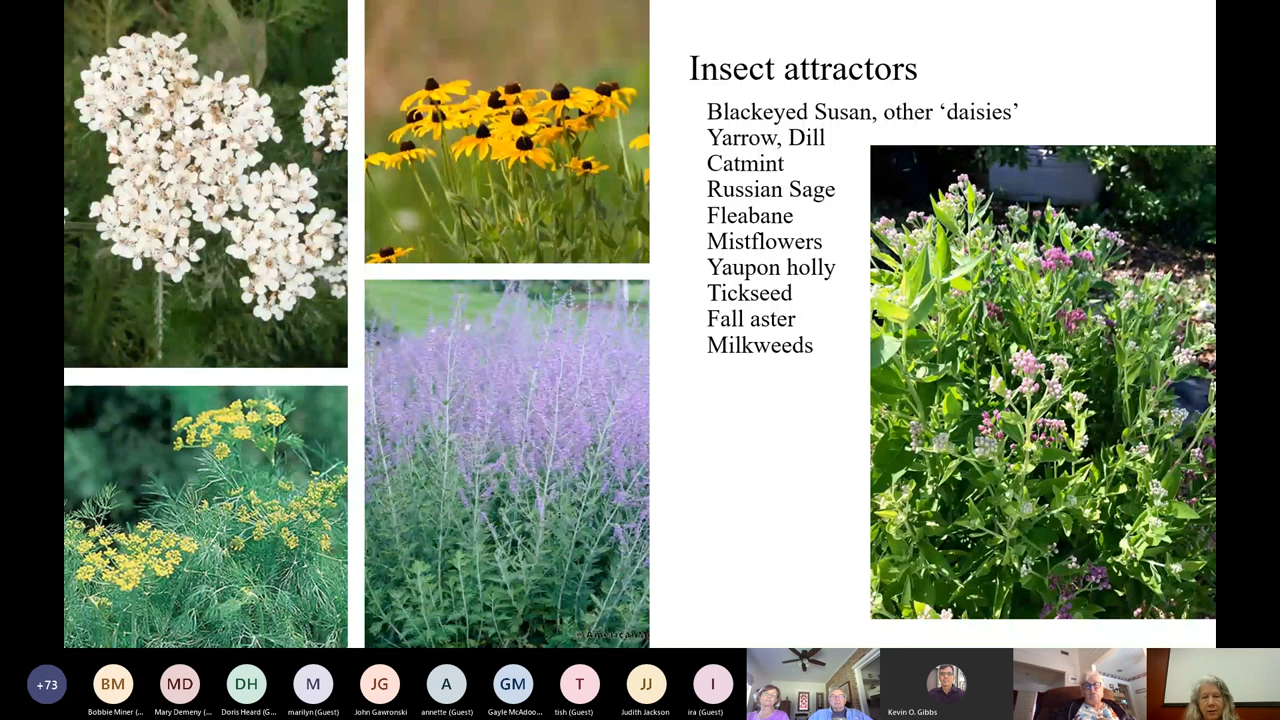 Insect attractors
Blackeyed Susan, other ‘daisies’
Yarrow, Dill
Catmint
Russian Sage
Fleabane
Mistflowers
Yaupon holly
Tickseed
Fall aster
Milkweeds
+73
BM
MD
DH
M
JG
A
GM
T
JJ
I
Bobbie Miner (...
Mary Demeny (...
Doris Heard (G...
marilyn (Guest)
John Gawronski
annette (Guest)
Gayle McAdoo...
tish (Guest)
Judith Jackson
ira (Guest)
Kevin O. Gibbs